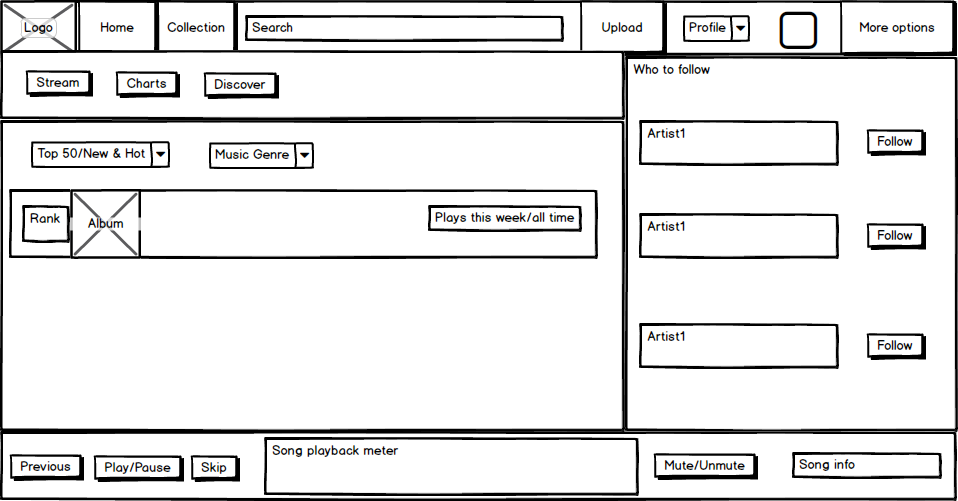 Logo
Home
Collection
Search
Upload
Profile
More options
Stream
Charts
Discover
Who to follow
Top 50/New & Hot
Music Genre
Rank
Album
Plays this week/all time
Artist1
Follow
Artist1
Follow
Artist1
Follow
Previous
Play/Pause
Skip
Song playback meter
Mute/Unmute
Song info